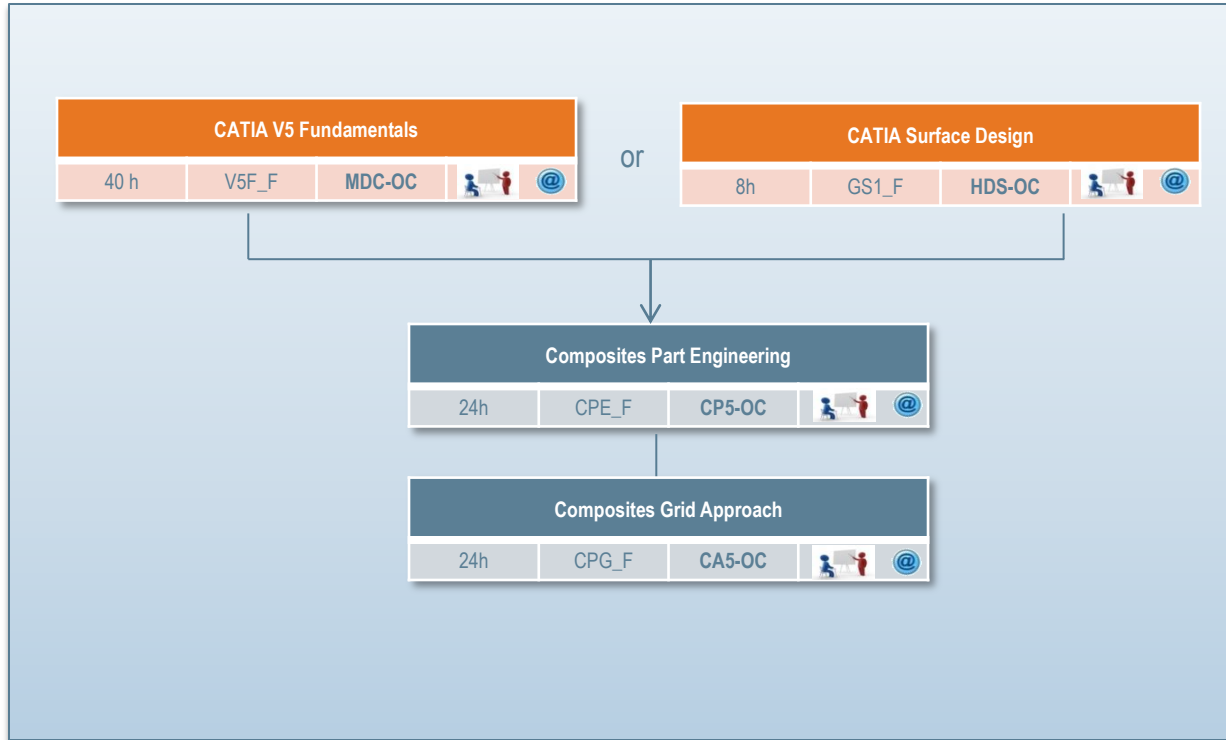 CATIA V5 Fundamentals
40 h V5F_F MDC-OC @
or
CATIA Surface Design
8h GS1_F HDS-OC @
Composites Part Engineering
24h CPE_F CP5-OC @
Composites Grid Approach
24h CPG_F CA5-OC @